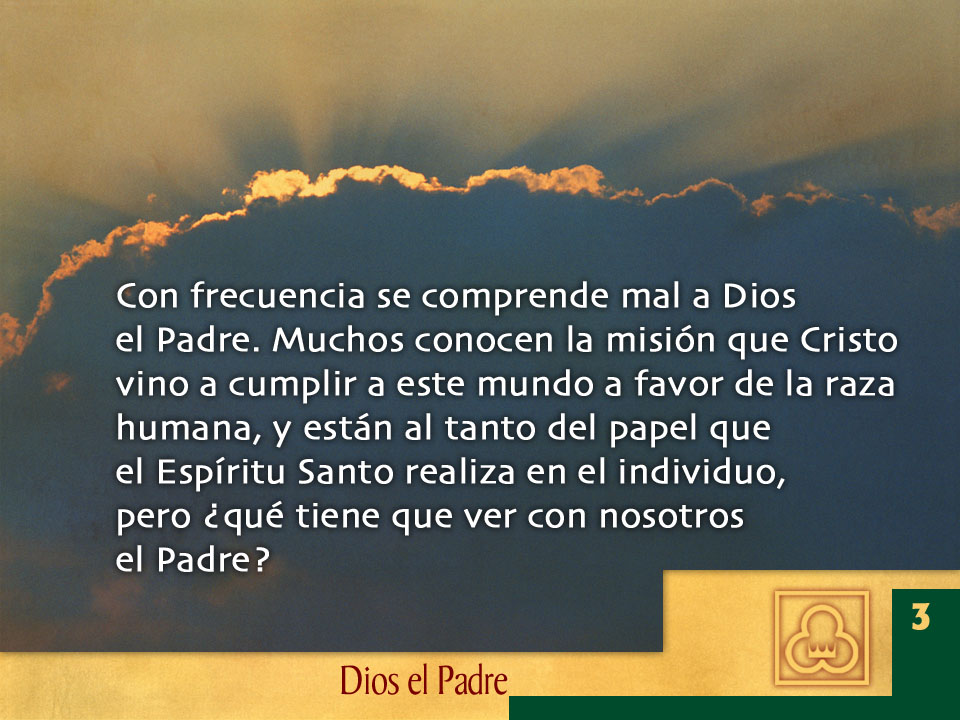 Con frecuencia se comprende mal a Dios
el Padre. Muchos conocen la misión que Cristo
vino a cumplir a este mundo a favor de la raza
humana, y están al tanto del papel que
el Espíritu Santo realiza en el individuo,
pero ¿qué tiene que ver con nosotros
el Padre?
3
Dios el Padre